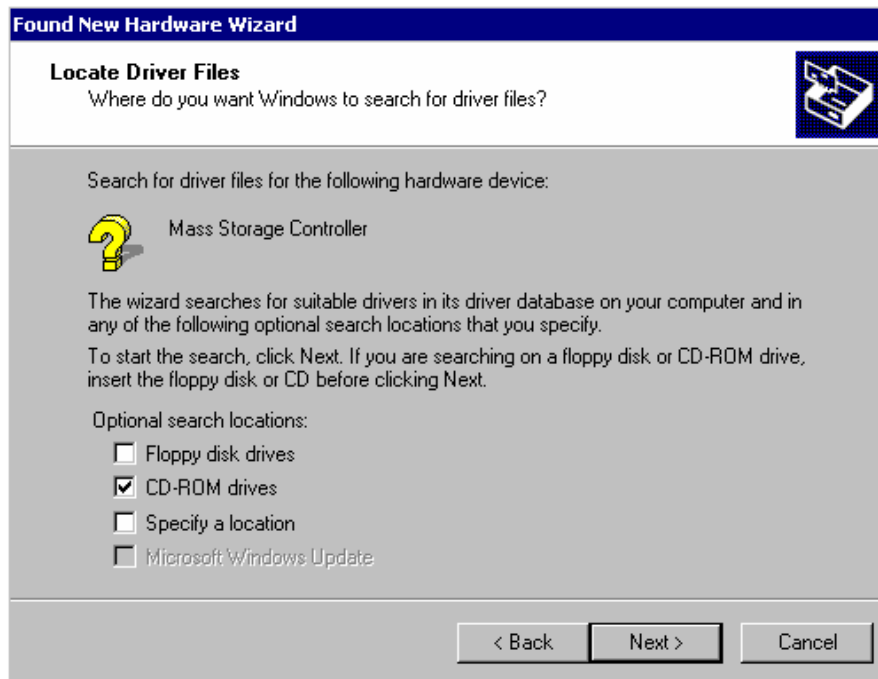 Found New Hardware Wizard
Locate Driver Files
Where do you want Windows to search for driver files?
Search for driver files for the following hardware device:
Mass Storage Controller
The wizard searches for suitable drivers in its driver database on your computer and in
any of the following optional search locations that you specify.
To start the search, click Next. If you are searching on a floppy disk or CD-ROM drive,
insert the floppy disk or CD before clicking Next.
Optional search locations:
Floppy disk drives
CD-ROM drives
Specify a location
Microsoft Windows Update
< Back Next > Cancel